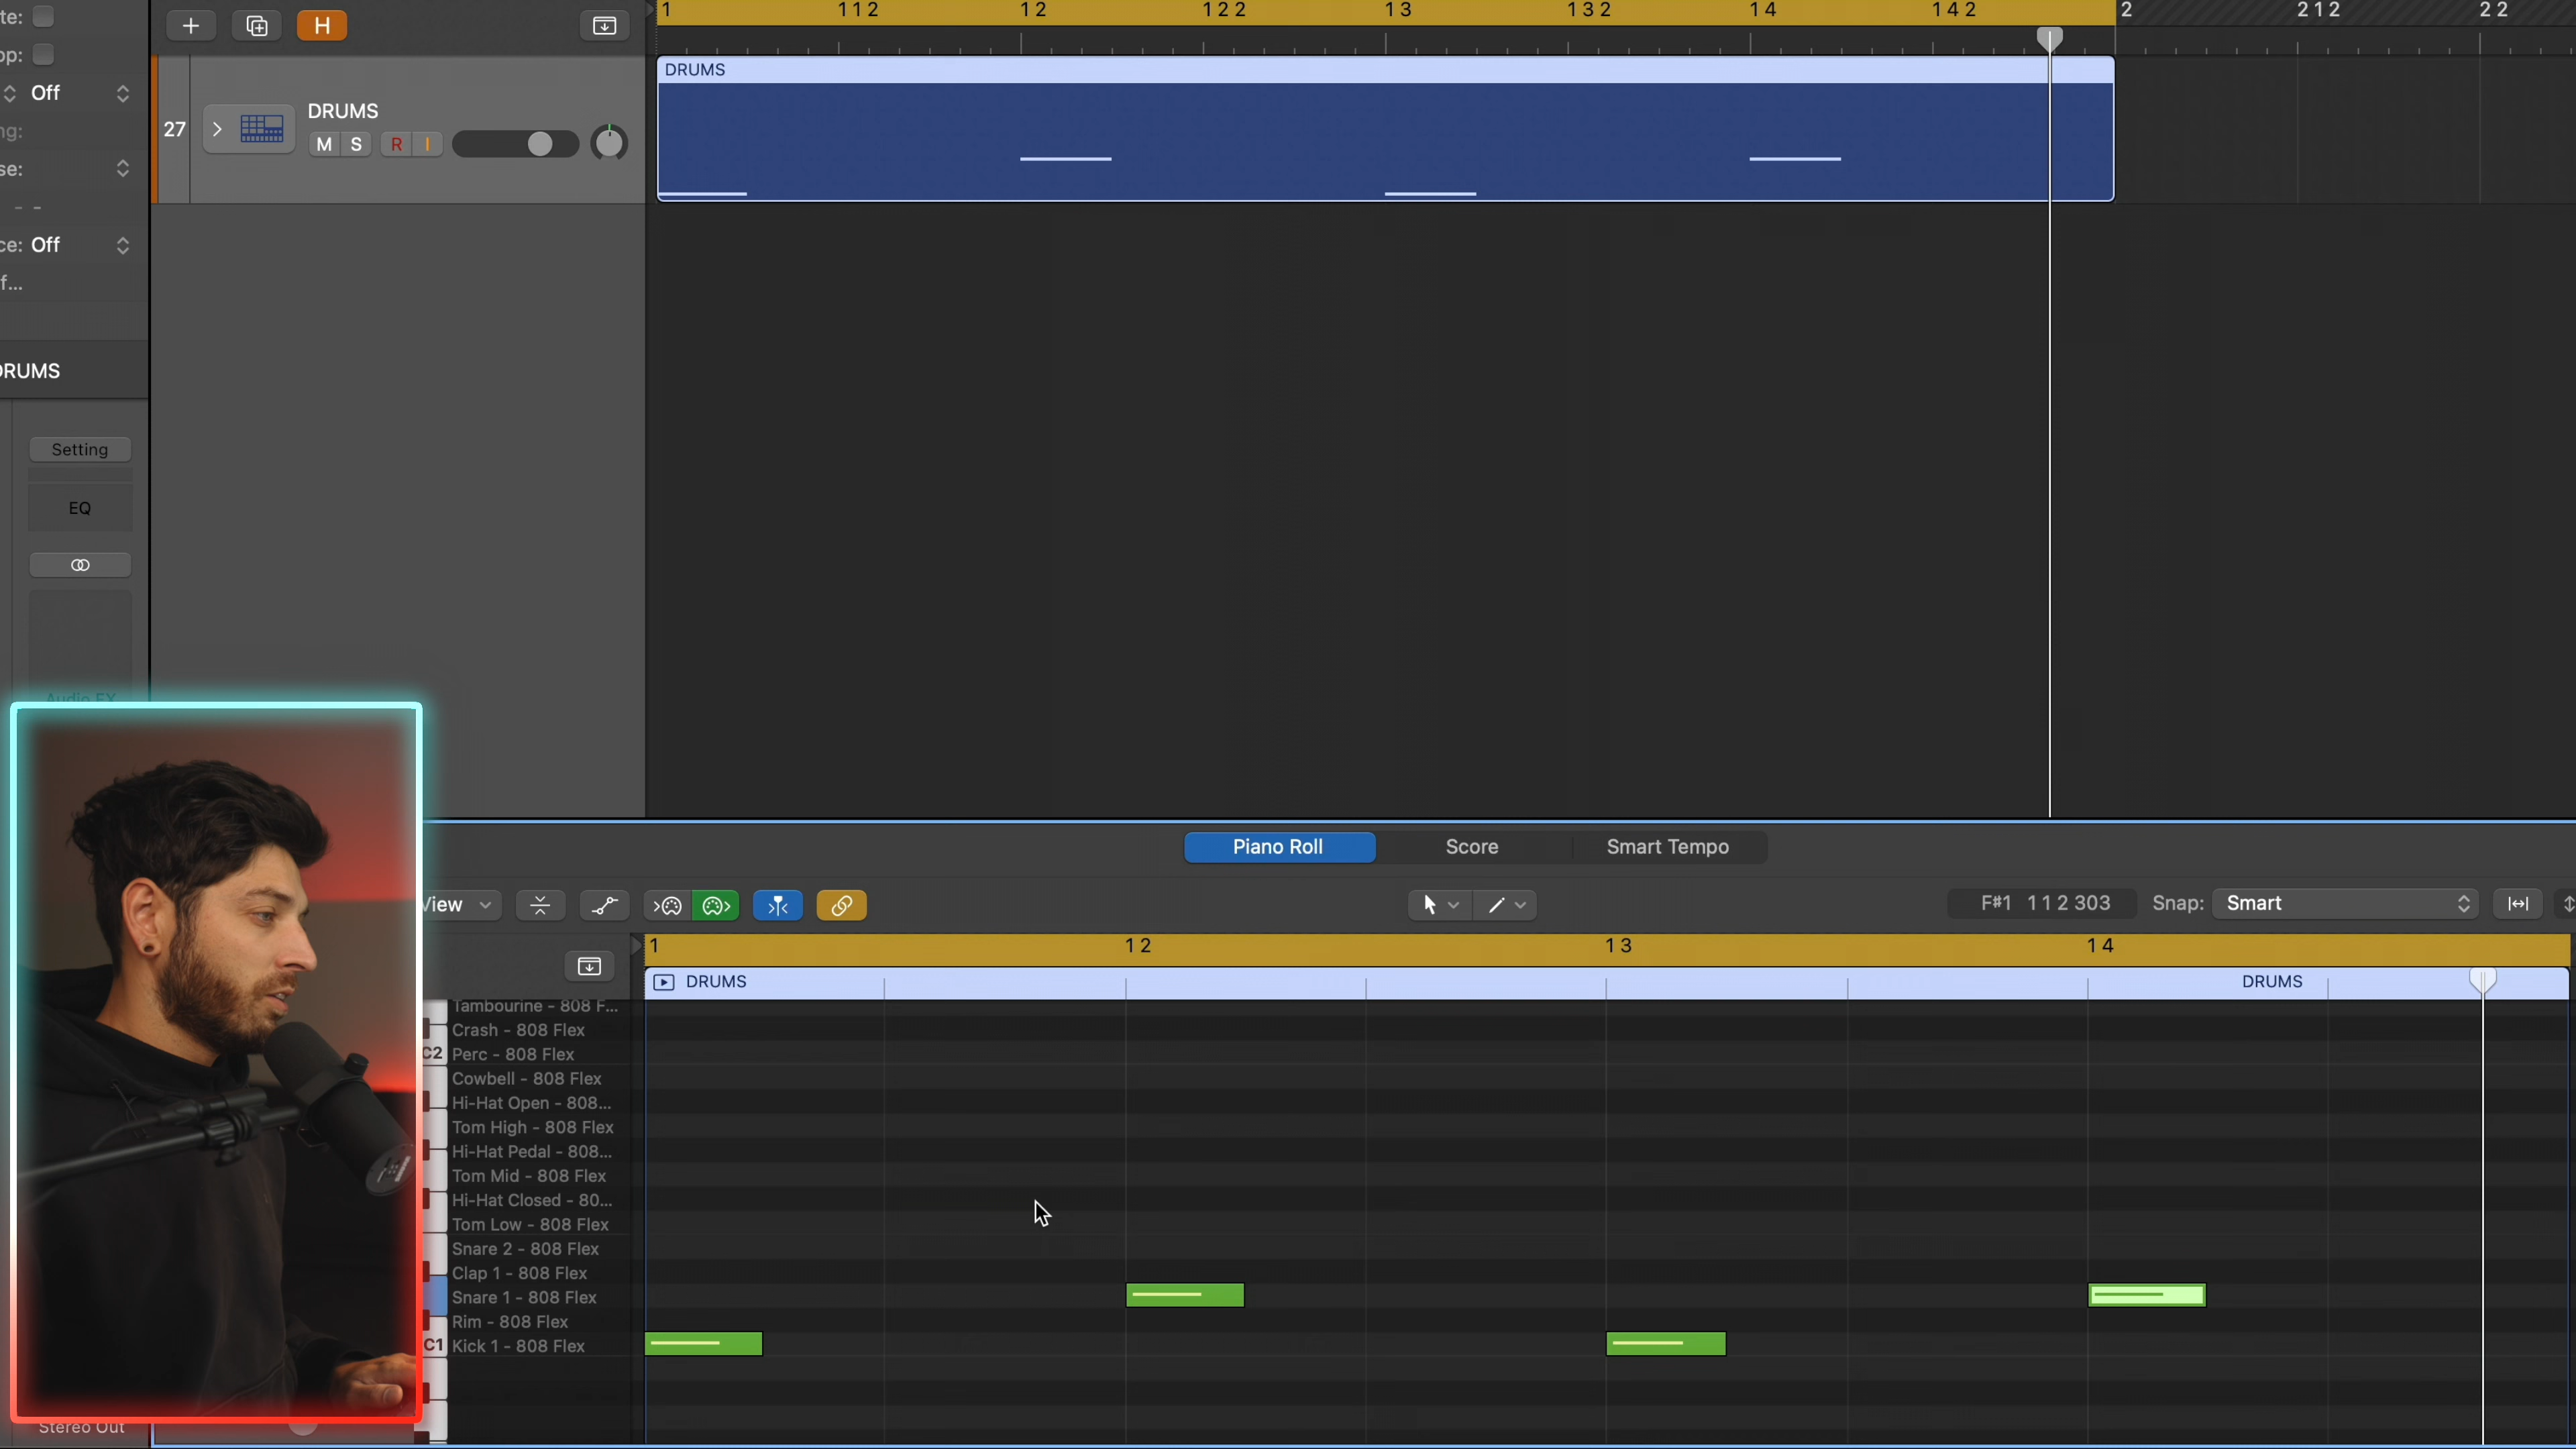 te:
1 1 1 2 1 2 1 2 2 1 3 1 3 2 1 4 1 4 2 2 2 1 2 2 2
+ H
op:
DRUMS
Off
DRUMS
ng:
27
M S R I
se:
- -
ce: Off
f...
DRUMS
Setting
EQ
Audio FX
Piano Roll Score Smart Tempo
View
F#1 1 1 2 303 Snap: Smart
1 1 2 1 3 1 4
DRUMS DRUMS
Tambourine - 808 F...
Crash - 808 Flex
C2 Perc - 808 Flex
Cowbell - 808 Flex
Hi-Hat Open - 808...
Tom High - 808 Flex
Hi-Hat Pedal - 808...
Tom Mid - 808 Flex
Hi-Hat Closed - 80...
Tom Low - 808 Flex
Snare 2 - 808 Flex
Clap 1 - 808 Flex
Snare 1 - 808 Flex
Rim - 808 Flex
C1 Kick 1 - 808 Flex
Stereo Out